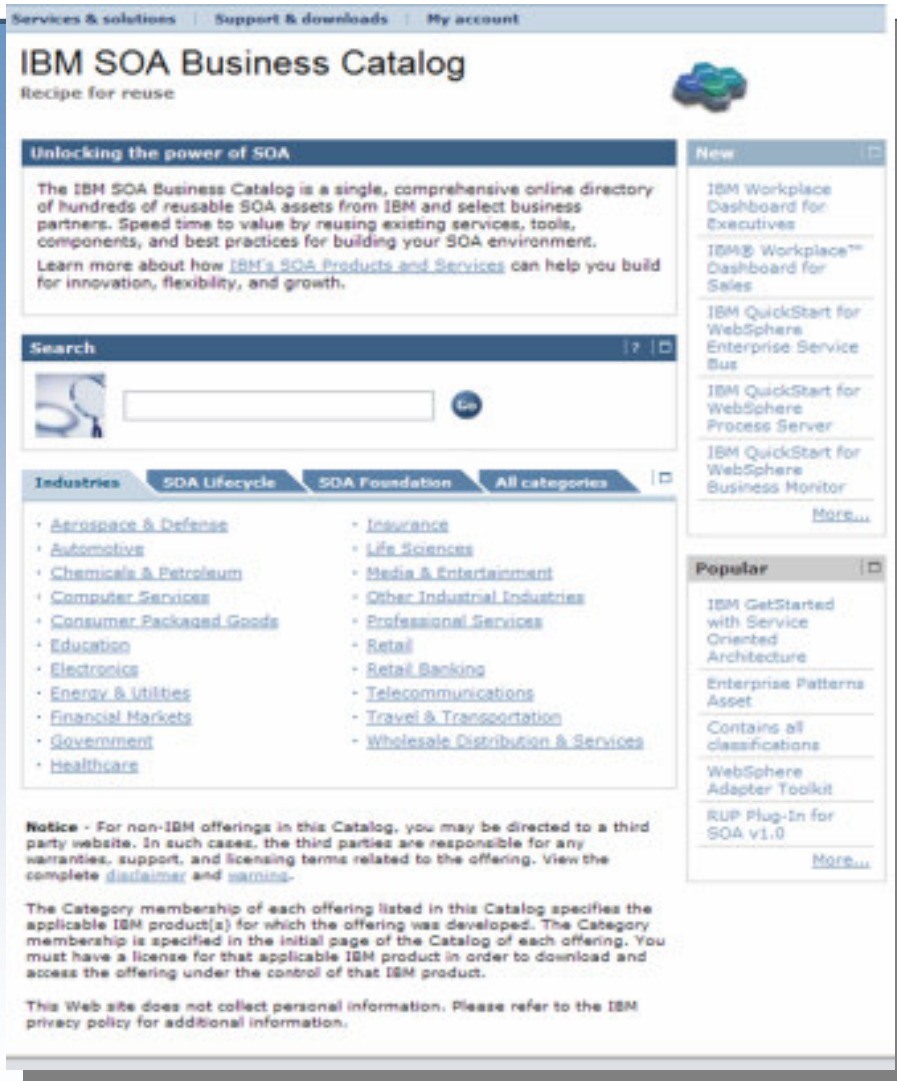 Services & solutions | Support & downloads | My account
IBM SOA Business Catalog
Recipe for reuse
Unlocking the power of SOA
The IBM SOA Business Catalog is a single, comprehensive online directory
of hundreds of reusable SOA assets from IBM and select business
partners. Speed time to value by reusing existing services, tools,
components, and best practices for building your SOA environment.
Learn more about how IBM's SOA Products and Services can help you build
for innovation, flexibility, and growth.
Search
?
Go
Industries
SOA Lifecycle
SOA Foundation
All categories
· Aerospace & Defense
· Automotive
· Chemicals & Petroleum
· Computer Services
· Consumer Packaged Goods
· Education
· Electronics
· Energy & Utilities
· Financial Markets
· Government
· Healthcare
· Insurance
· Life Sciences
· Media & Entertainment
· Other Industrial Industries
· Professional Services
· Retail
· Retail Banking
· Telecommunications
· Travel & Transportation
· Wholesale Distribution & Services
Notice - For non-IBM offerings in this Catalog, you may be directed to a third
party website. In such cases, the third parties are responsible for any
warranties, support, and licensing terms related to the offering. View the
complete disclaimer and warning.
The Category membership of each offering listed in this Catalog specifies the
applicable IBM product(s) for which the offering was developed. The Category
membership is specified in the initial page of the Catalog of each offering. You
must have a license for that applicable IBM product in order to download and
access the offering under the control of that IBM product.
This Web site does not collect personal information. Please refer to the IBM
privacy policy for additional information.
New
IBM Workplace
Dashboard for
Executives
IBM® Workplace™
Dashboard for
Sales
IBM QuickStart for
WebSphere
Enterprise Service
Bus
IBM QuickStart for
WebSphere
Process Server
IBM QuickStart for
WebSphere
Business Monitor
More...
Popular
IBM GetStarted
with Service
Oriented
Architecture
Enterprise Patterns
Asset
Contains all
classifications
WebSphere
Adapter Toolkit
RUP Plug-In for
SOA v1.0
More...